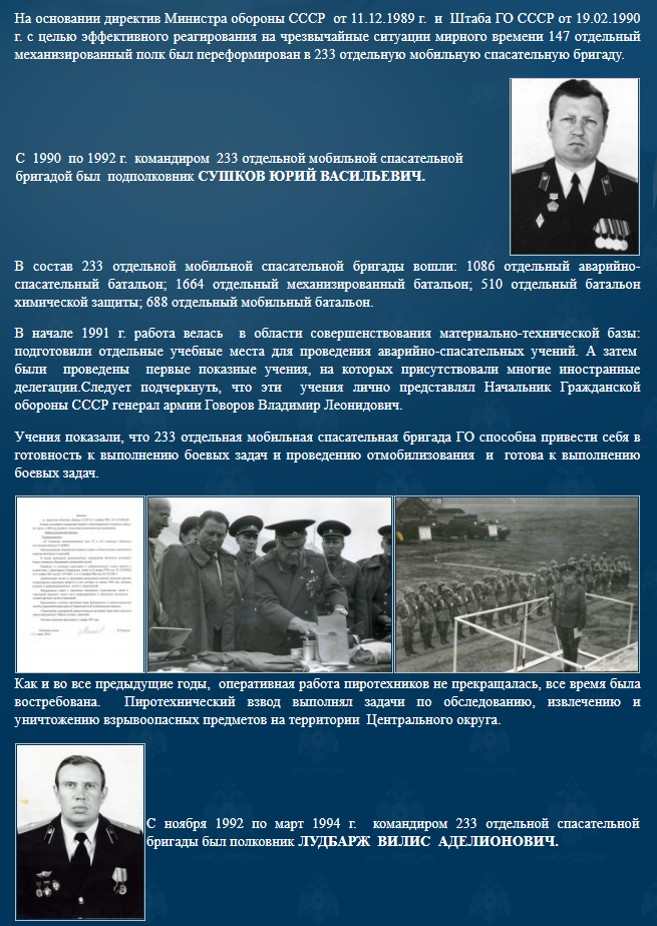 На основании директив Министра обороны СССР от 11.12.1989 г. и Штаба ГО СССР от 19.02.1990
г. с целью эффективного реагирования на чрезвычайные ситуации мирного времени 147 отдельный
механизированный полк был переформирован в 233 отдельную мобильную спасательную бригаду.
С 1990 по 1992 г. командиром 233 отдельной мобильной спасательной
бригадой был подполковник СУШКОВ ЮРИЙ ВАСИЛЬЕВИЧ.
В состав 233 отдельной мобильной спасательной бригады вошли: 1086 отдельный аварийно-
спасательный батальон; 1664 отдельный механизированный батальон; 510 отдельный батальон
химической защиты; 688 отдельный мобильный батальон.
В начале 1991 г. работа велась в области совершенствования материально-технической базы:
подготовили отдельные учебные места для проведения аварийно-спасательных учений. А затем
были проведены первые показные учения, на которых присутствовали многие иностранные
делегации.Следует подчеркнуть, что эти учения лично представлял Начальник Гражданской
обороны СССР генерал армии Говоров Владимир Леонидович.
Учения показали, что 233 отдельная мобильная спасательная бригада ГО способна привести себя в
готовность к выполнению боевых задач и проведению отмобилизования и готова к выполнению
боевых задач.
Как и во все предыдущие годы, оперативная работа пиротехников не прекращалась, все время была
востребована. Пиротехнический взвод выполнял задачи по обследованию, извлечению и
уничтожению взрывоопасных предметов на территории Центрального округа.
С ноября 1992 по март 1994 г. командиром 233 отдельной спасательной
бригады был полковник ЛУДБАРЖ ВИЛИС АДЕЛИОНОВИЧ.